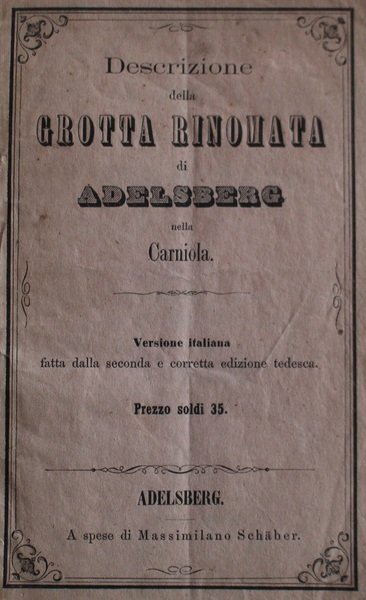 Descrizione
della
GROTTA RINOMATA
di
ADELSBERG
nella
Carniola.
Versione italiana
fatta dalla seconda e corretta edizione tedesca.
Prezzo soldi 35.
ADELSBERG.
A spese di Massimilano Schäber.